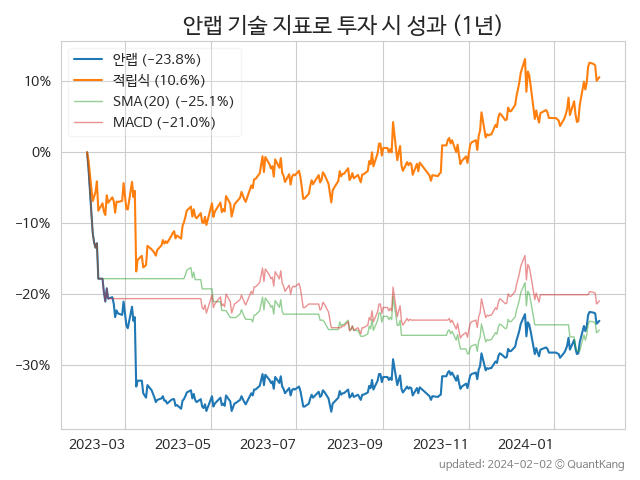 안랩 기술 지표로 투자 시 성과 (1년)
안랩 (−23.8%)
적립식 (10.6%)
SMA(20) (−25.1%)
MACD (−21.0%)
10%
0%
−10%
−20%
−30%
2023−03 2023−05 2023−07 2023−09 2023−11 2024−01
updated: 2024−02−02 © QuantKang